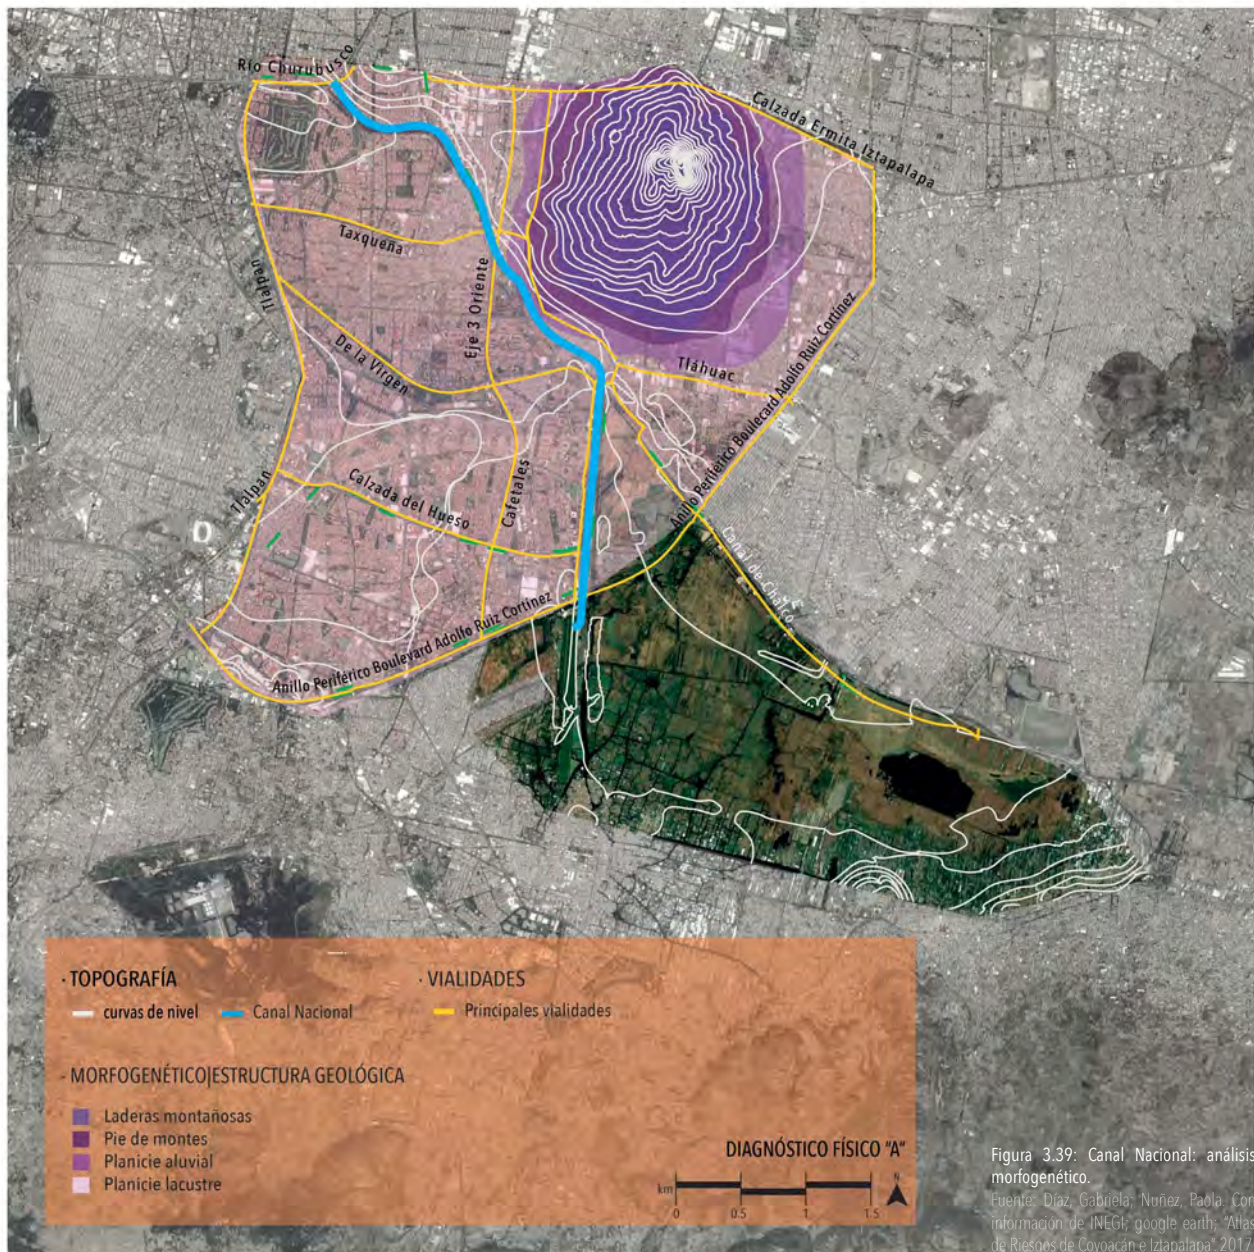 Río Churubusco
Calzada Ermita Iztapalapa
Taxqueña
Tlalpan
Eje 3 Oriente
De la Virgen
Tláhuac
Anillo Periférico Boulecard Adolfo Ruiz Cortínez
Tlalpan
Calzada del Hueso
Cafetales
Canal de Chalco
Anillo Periférico Boulevard Adolfo Ruiz Cortínez
· TOPOGRAFÍA
curvas de nivel
Canal Nacional
· VIALIDADES
Principales vialidades
- MORFOGENÉTICO|ESTRUCTURA GEOLÓGICA
Laderas montañosas
Pie de montes
Planicie aluvial
Planicie lacustre
DIAGNÓSTICO FÍSICO "A"
km
0 0.5 1 1.5
N
Figura 3.39: Canal Nacional: análisis
morfogenético.
Fuente: Díaz, Gabriela; Nuñez, Paola. Con
información de INEGI; google earth; "Atlas
de Riesgos de Coyoacán e Iztapalapa" 2017